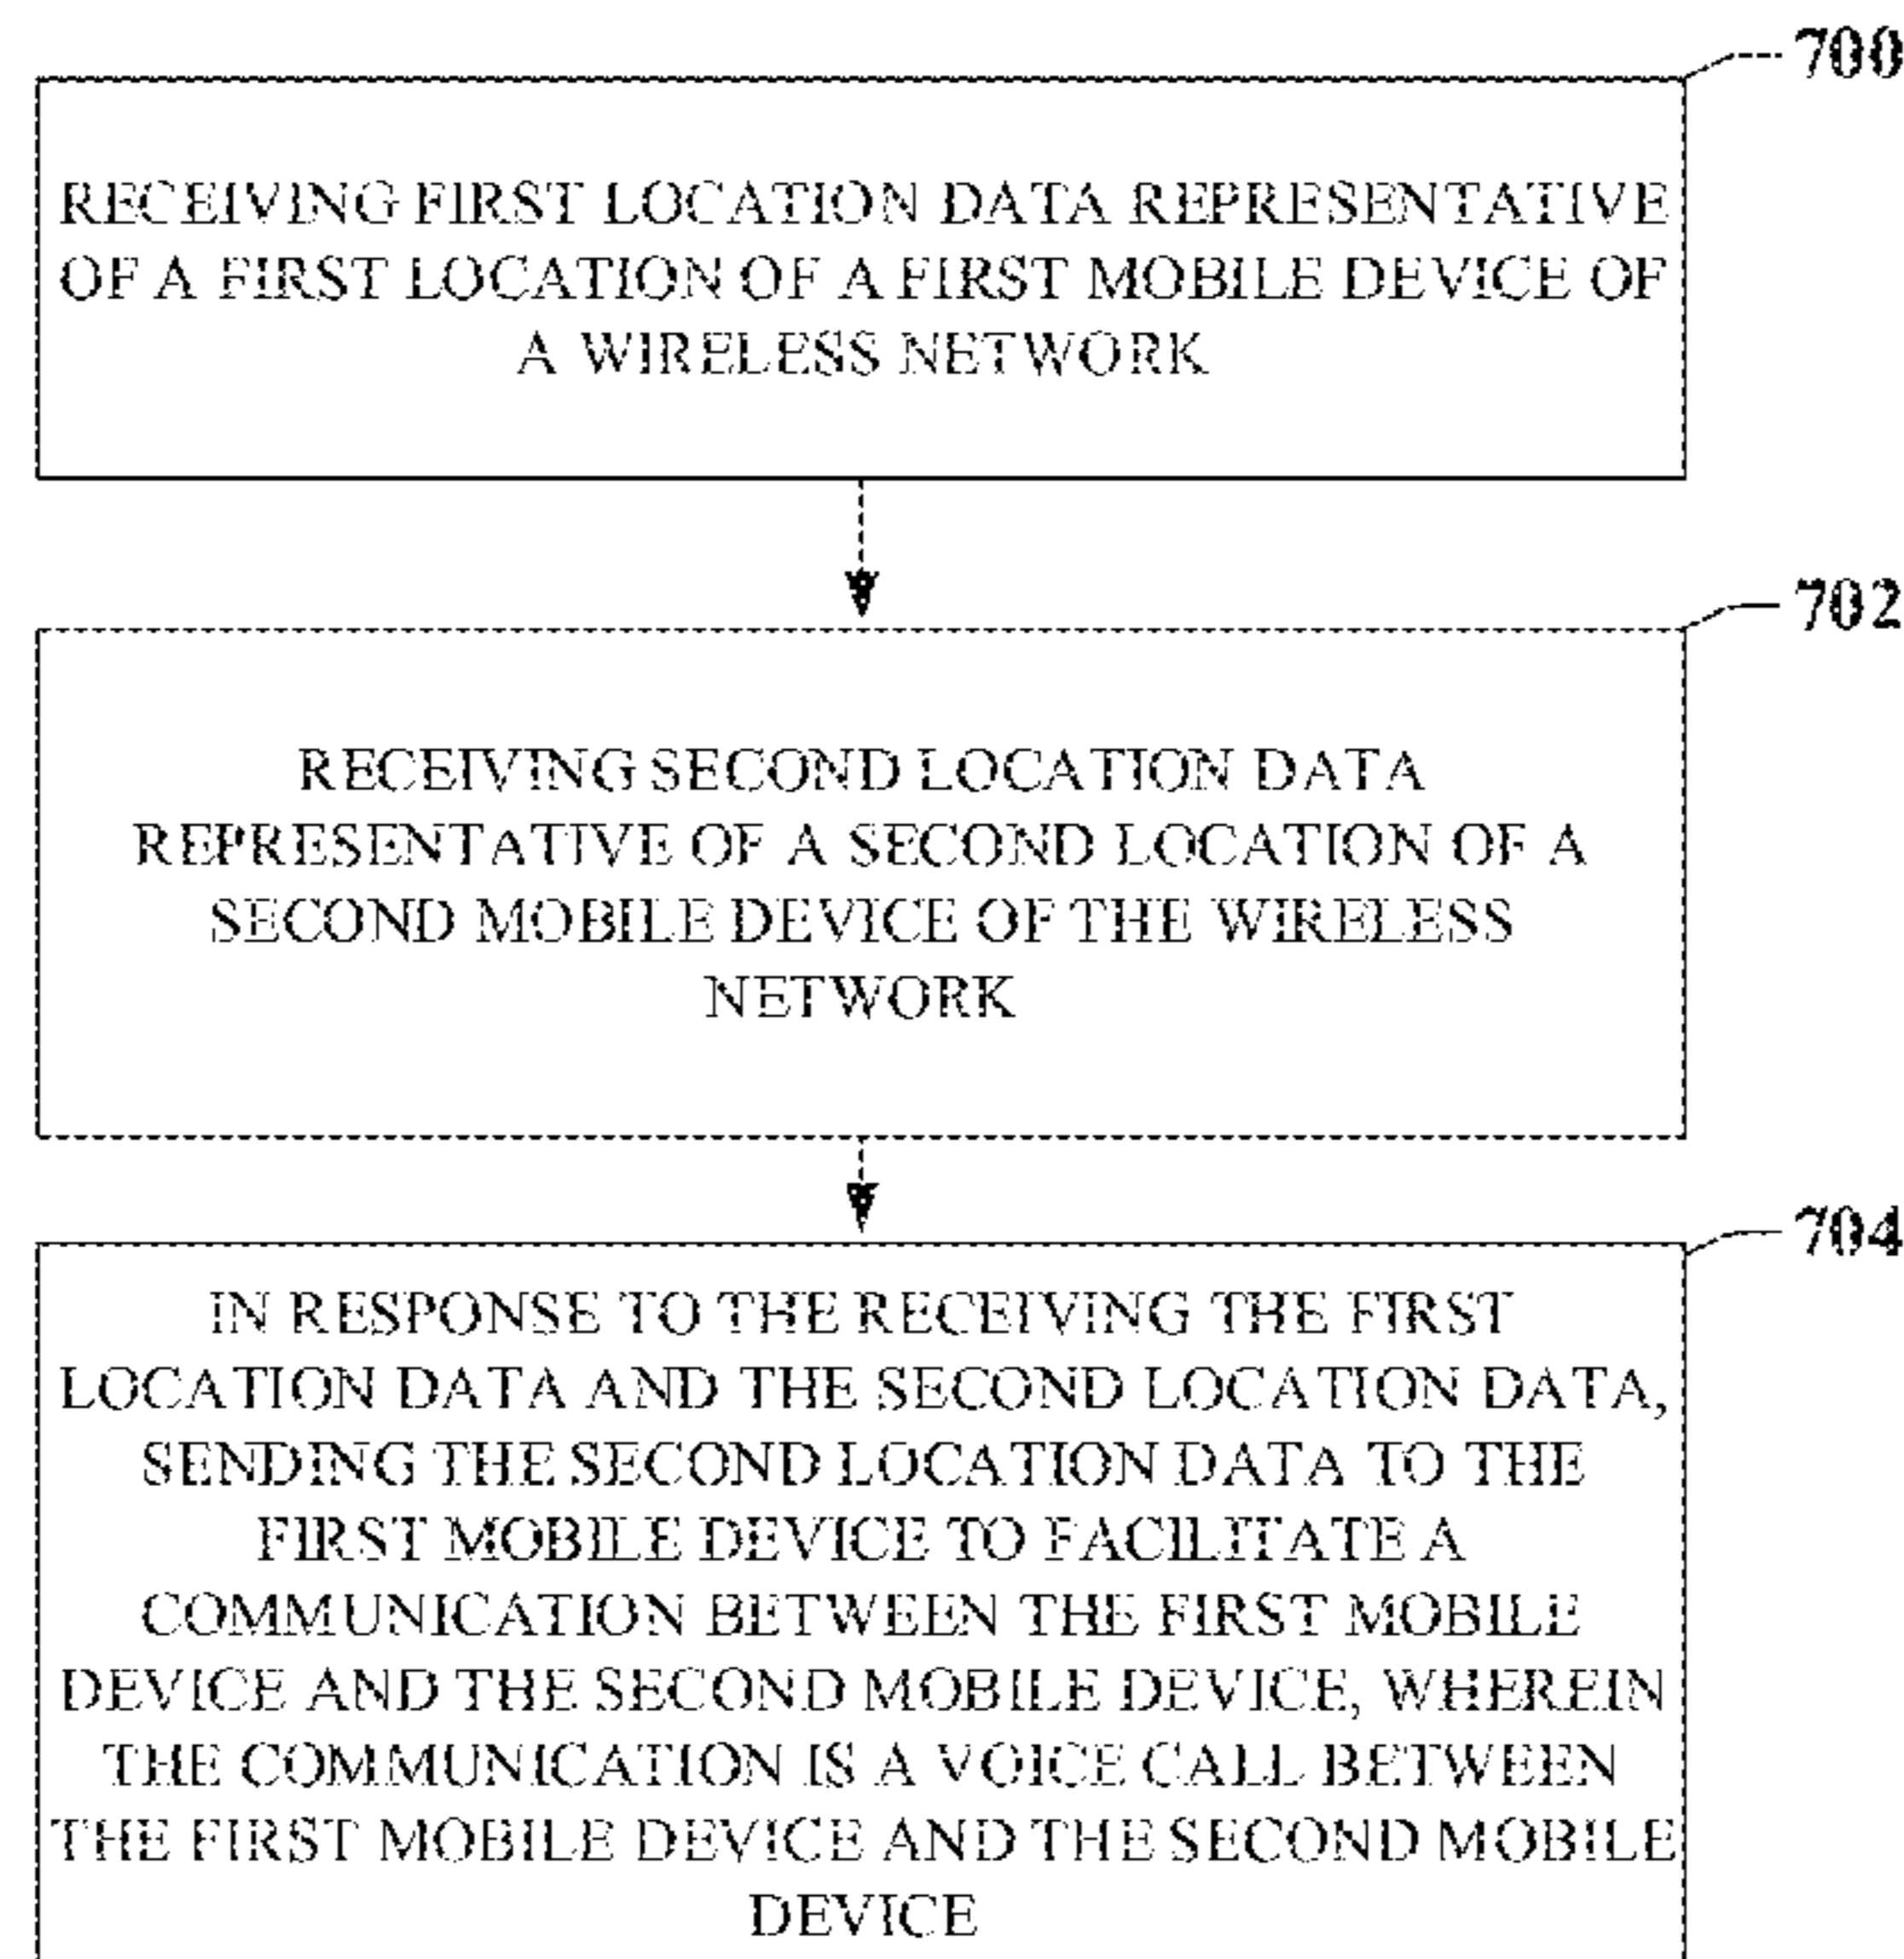 700
RECEIVING FIRST LOCATION DATA REPRESENTATIVE
OF A FIRST LOCATION OF A FIRST MOBILE DEVICE OF
A WIRELESS NETWORK
702
RECEIVING SECOND LOCATION DATA
REPRESENTATIVE OF A SECOND LOCATION OF A
SECOND MOBILE DEVICE OF THE WIRELESS
NETWORK
704
IN RESPONSE TO THE RECEIVING THE FIRST
LOCATION DATA AND THE SECOND LOCATION DATA,
SENDING THE SECOND LOCATION DATA TO THE
FIRST MOBILE DEVICE TO FACILITATE A
COMMUNICATION BETWEEN THE FIRST MOBILE
DEVICE AND THE SECOND MOBILE DEVICE, WHEREIN
THE COMMUNICATION IS A VOICE CALL BETWEEN
THE FIRST MOBILE DEVICE AND THE SECOND MOBILE
DEVICE